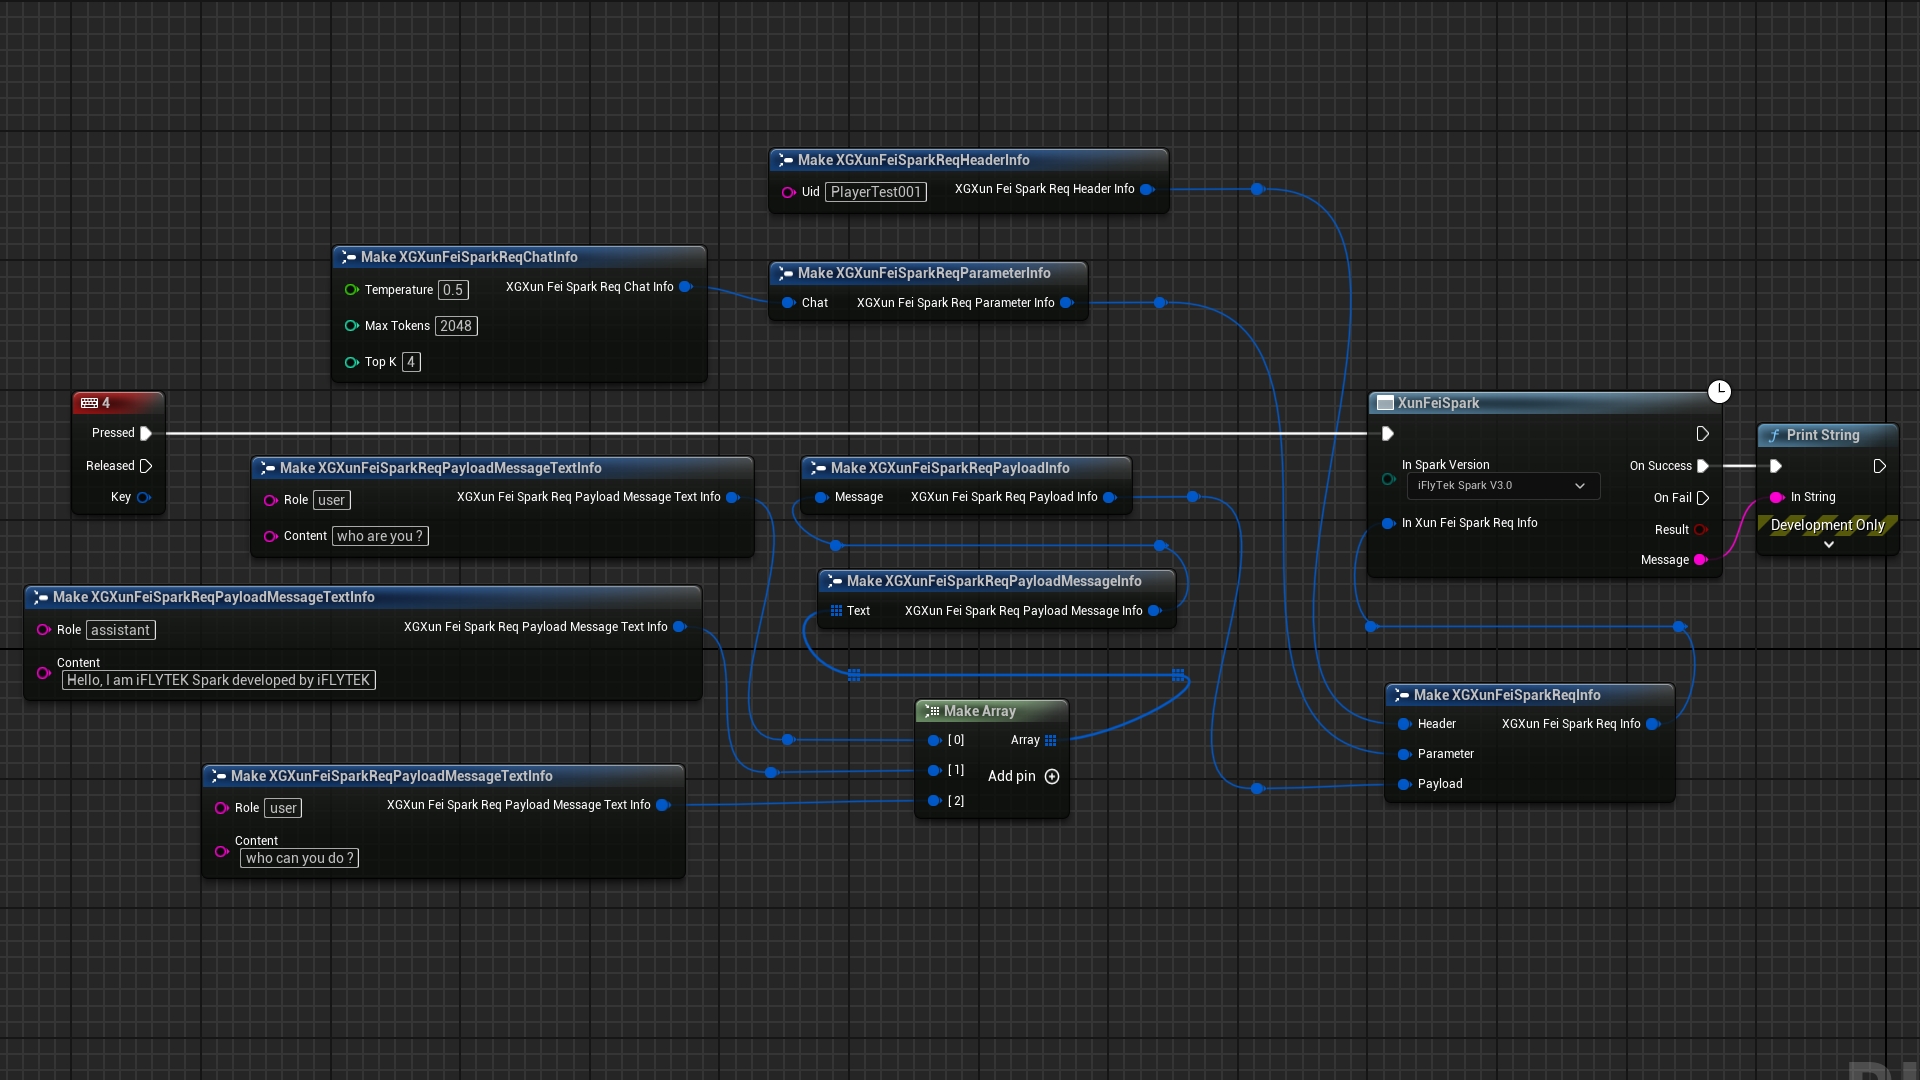 Make XGXunFeiSparkReqHeaderInfo
Uid PlayerTest001 XGXun Fei Spark Req Header Info
Make XGXunFeiSparkReqChatInfo
Temperature 0.5 XGXun Fei Spark Req Chat Info
Max Tokens 2048
Top K 4
Make XGXunFeiSparkReqParameterInfo
Chat XGXun Fei Spark Req Parameter Info
4
Pressed
Released
Key
Make XGXunFeiSparkReqPayloadMessageTextInfo
Role user XGXun Fei Spark Req Payload Message Text Info
Content who are you ?
Make XGXunFeiSparkReqPayloadInfo
Message XGXun Fei Spark Req Payload Info
XunFeiSpark
In Spark Version
iFlyTek Spark V3.0
In Xun Fei Spark Req Info
On Success
On Fail
Result
Message
Print String
In String
Development Only
Make XGXunFeiSparkReqPayloadMessageInfo
Text XGXun Fei Spark Req Payload Message Info
Make XGXunFeiSparkReqPayloadMessageTextInfo
Role assistant XGXun Fei Spark Req Payload Message Text Info
Content
Hello, I am iFLYTEK Spark developed by iFLYTEK
Make Array
[0] Array
[1] Add pin
[2]
Make XGXunFeiSparkReqInfo
Header XGXun Fei Spark Req Info
Parameter
Payload
Make XGXunFeiSparkReqPayloadMessageTextInfo
Role user XGXun Fei Spark Req Payload Message Text Info
Content
who can you do ?